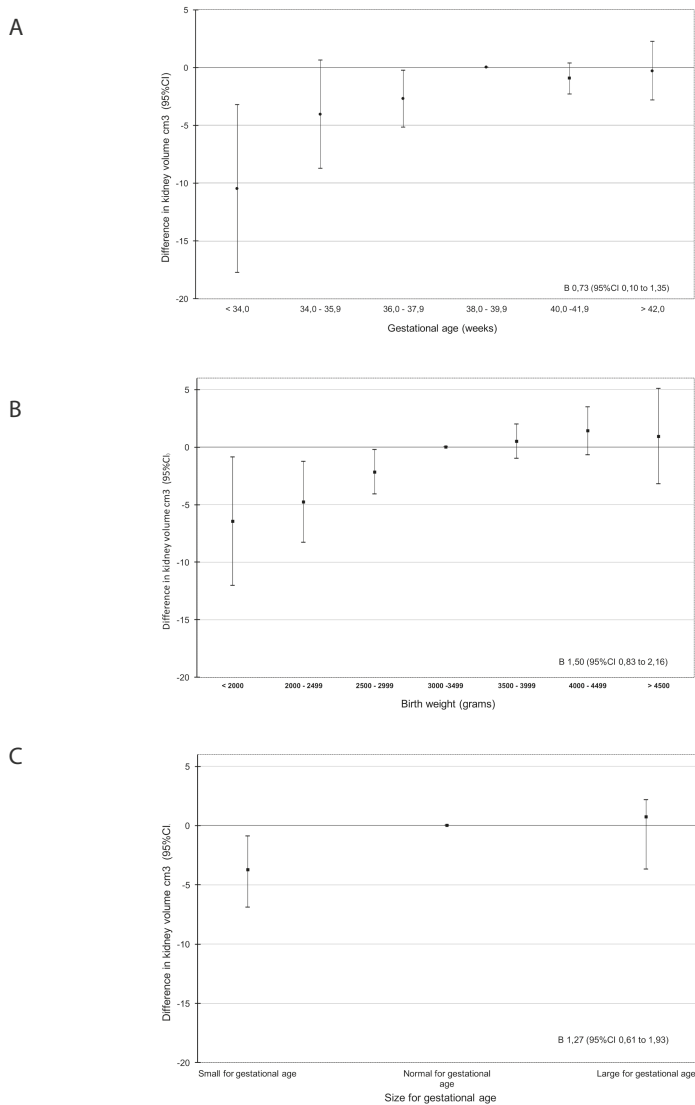 A
Difference in kidney volume cm3 (95%CI)
5
0
-5
-10
-15
-20
B 0,73 (95%CI 0,10 to 1,35)
< 34,0
34,0 - 35,9
36,0 - 37,9
38,0 - 39,9
40,0 -41,9
> 42,0
Gestational age (weeks)
B
Difference in kidney volume cm3 (95%CI.
5
0
-5
-10
-15
-20
B 1,50 (95%CI 0,83 to 2,16)
< 2000
2000 - 2499
2500 - 2999
3000 -3499
3500 - 3999
4000 - 4499
> 4500
Birth weight (grams)
C
Difference in kidney volume cm3 (95%CI.
5
0
-5
-10
-15
-20
B 1,27 (95%CI 0,61 to 1,93)
Small for gestational age
Normal for gestational
age
Large for gestational age
Size for gestational age